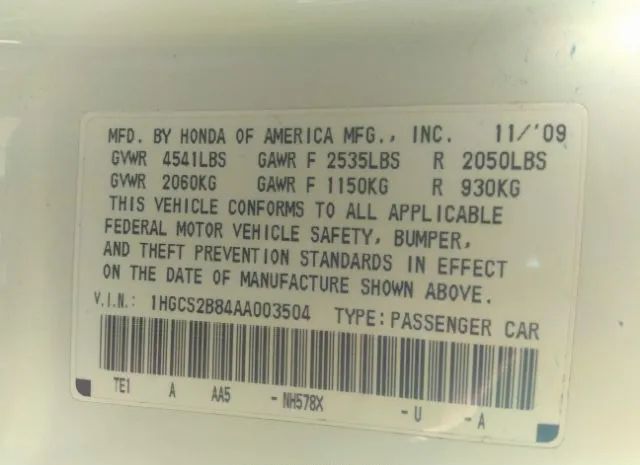 MFD. BY HONDA OF AMERICA MFG., INC. 11/'09
GVWR 4541LBS GAWR F 2535LBS R 2050LBS
GVWR 2060KG GAWR F 1150KG R 930KG
THIS VEHICLE CONFORMS TO ALL APPLICABLE
FEDERAL MOTOR VEHICLE SAFETY, BUMPER,
AND THEFT PREVENTION STANDARDS IN EFFECT
ON THE DATE OF MANUFACTURE SHOWN ABOVE.
V.I.N.: 1HGCS2B84AA003504 TYPE:PASSENGER CAR
TE1 A AA5 -NH578X -U -A